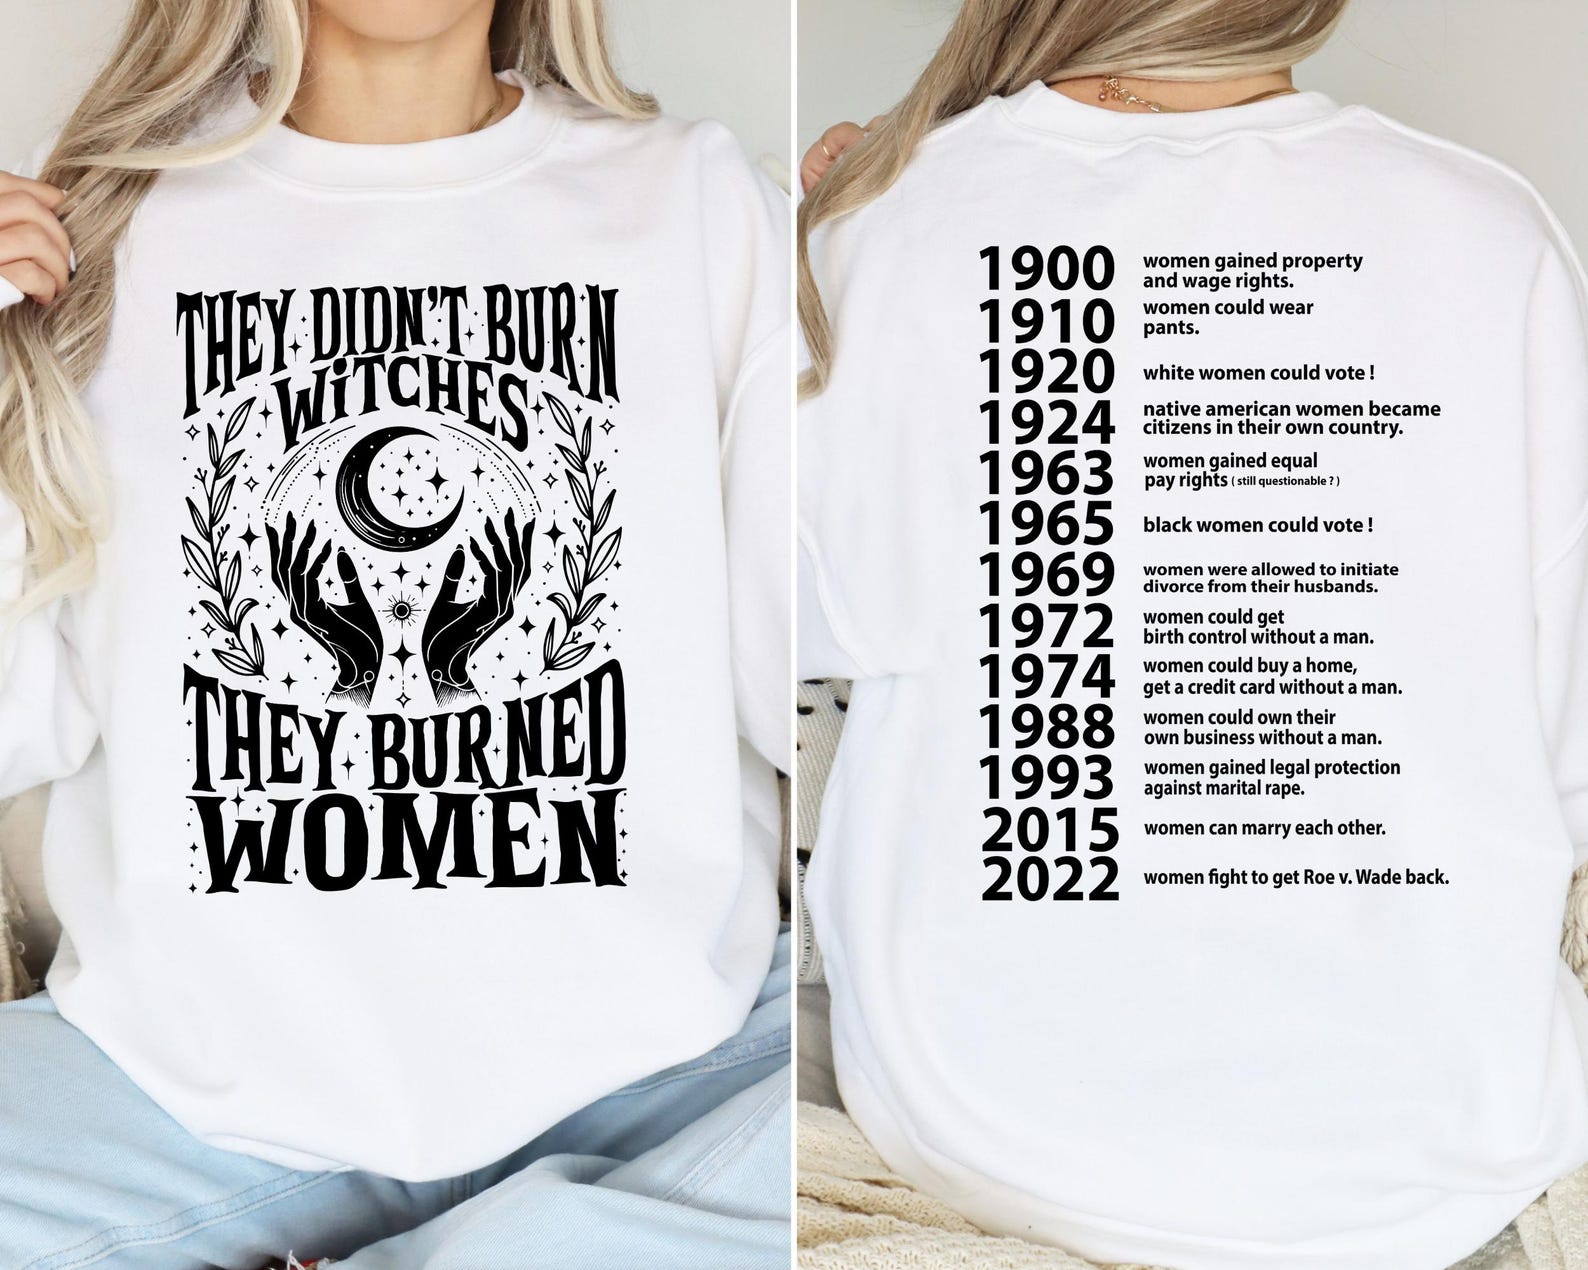 THEY DIDN'T BURN
WiTCHES
THEY BURNED
WOMEN
1900 women gained property
and wage rights.
1910 women could wear
pants.
1920 white women could vote !
1924 native american women became
citizens in their own country.
1963 women gained equal
pay rights ( still questionable ? )
1965 black women could vote !
1969 women were allowed to initiate
divorce from their husbands.
1972 women could get
birth control without a man.
1974 women could buy a home,
get a credit card without a man.
1988 women could own their
own business without a man.
1993 women gained legal protection
against marital rape.
2015 women can marry each other.
2022 women fight to get Roe v. Wade back.